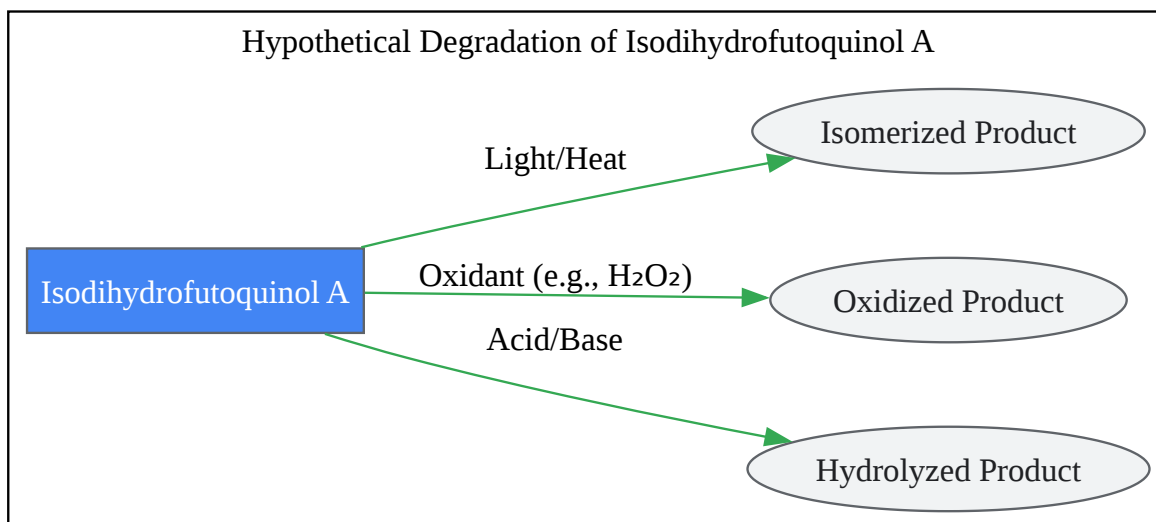 Hypothetical Degradation of Isodihydrofutoquinol A
Isomerized Product
Light/Heat
Isodihydrofutoquinol A
Oxidant (e.g., H₂O₂)
Oxidized Product
Acid/Base
Hydrolyzed Product